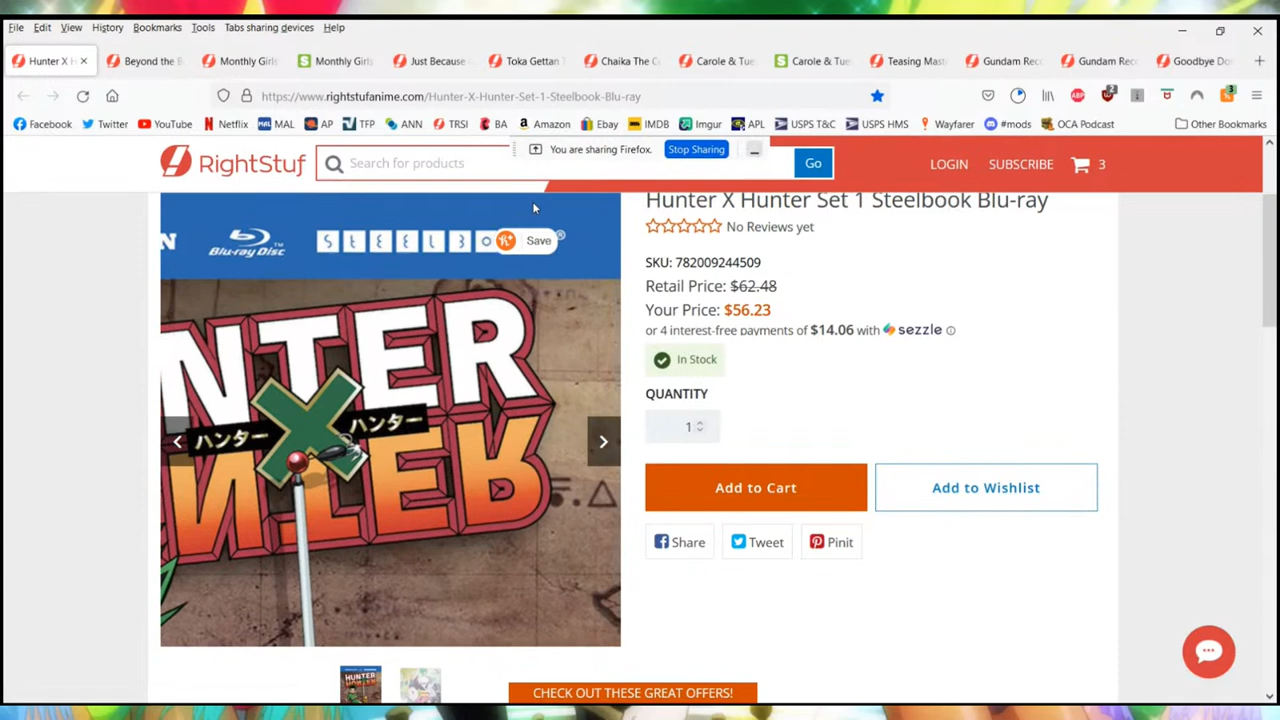 File Edit View History Bookmarks Tools Tabs sharing devices Help
Hunter X H Beyond the B Monthly Girls Monthly Girls Just Because Toka Gettan Chaika The C Carole & Tue Carole & Tue Teasing Mast Gundam Rec Gundam Rec Goodbye Do
https://www.rightstufanime.com/Hunter-X-Hunter-Set-1-Steelbook-Blu-ray
Facebook Twitter YouTube Netflix MAL AP TFP ANN TRSI BA Amazon Ebay IMDB Imgur APL USPS T&C USPS HMS Wayfarer #mods OCA Podcast Other Bookmarks
You are sharing Firefox. Stop Sharing
RightStuf Search for products Go LOGIN SUBSCRIBE 3
Hunter X Hunter Set 1 Steelbook Blu-ray
No Reviews yet
Blu-ray Disc STEELBO Save
SKU: 782009244509
Retail Price: $62.48
Your Price: $56.23
or 4 interest-free payments of $14.06 with sezzle
In Stock
QUANTITY
1
NTER
X
ハンター ハンター
Add to Cart Add to Wishlist
Share Tweet Pinit
CHECK OUT THESE GREAT OFFERS!